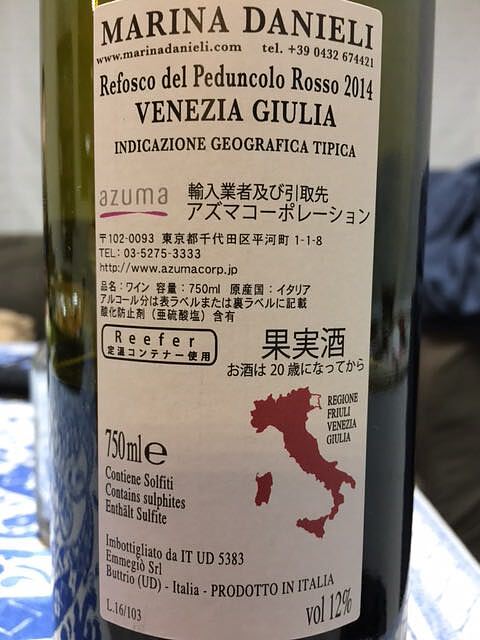 MARINA DANIELI
www.marinadanieli.com tel. +39 0432 674421
Refosco del Peduncolo Rosso 2014
VENEZIA GIULIA
INDICAZIONE GEOGRAFICA TIPICA
azuma
輸入業者及び引取先
アズマコーポレーション
〒102-0093 東京都千代田区平河町 1-1-8
TEL: 03-5275-3333
http://www.azumacorp.jp
品名:ワイン 容量:750ml 原産国:イタリア
アルコール分は表ラベルまたは裏ラベルに記載
酸化防止剤(亜硫酸塩)含有
Reefer
定温コンテナー使用
果実酒
お酒は20歳になってから
REGIONE
FRIULI
VENEZIA
GIULIA
750ml e
Contiene Solfiti
Contains sulphites
Enthält Sulfite
Imbottigliato da IT UD 5383
Emmegiò Srl
Buttrio (UD) - Italia - PRODOTTO IN ITALIA
L.16/103
vol 12%